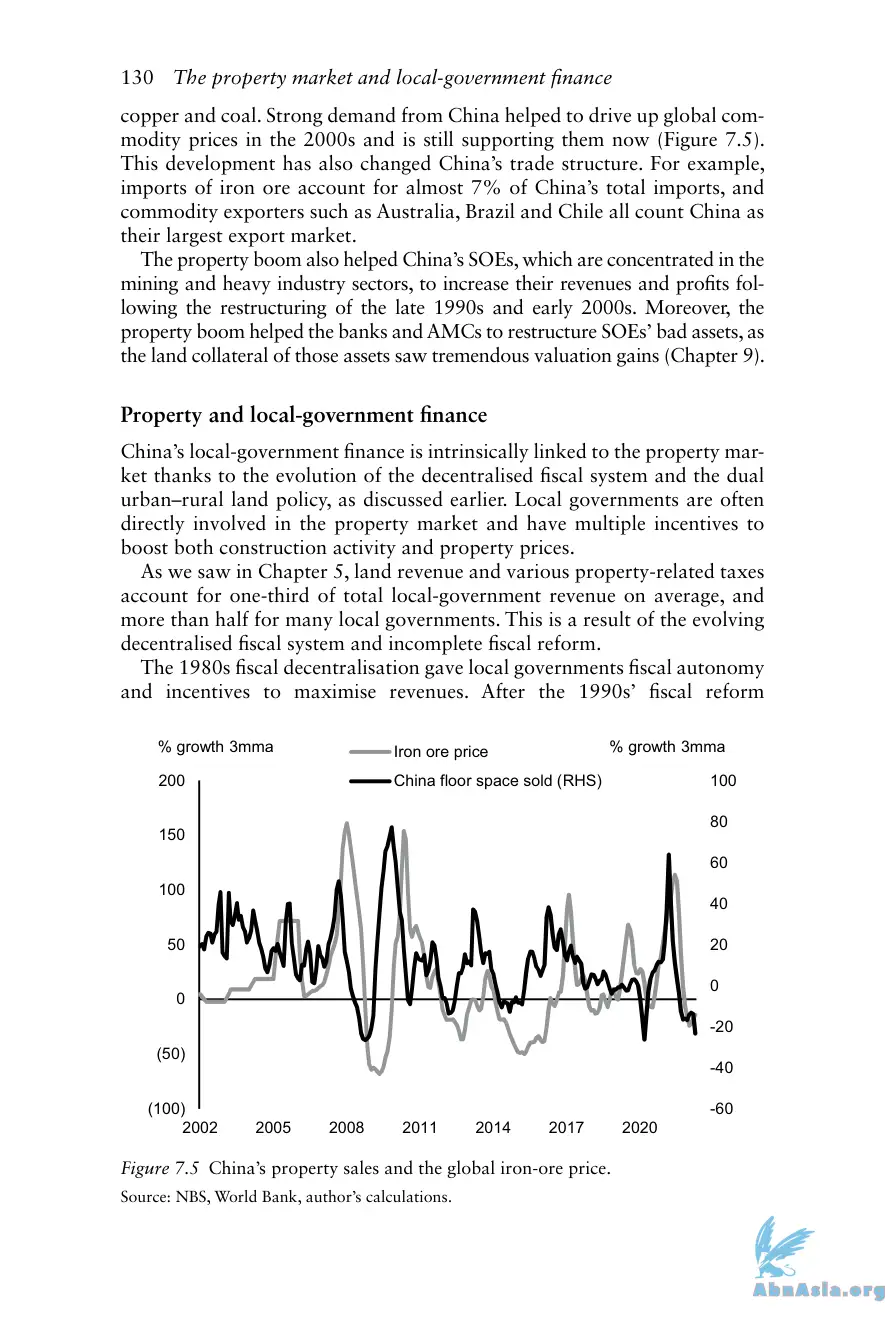 130 The property market and local-government finance
copper and coal. Strong demand from China helped to drive up global com-
modity prices in the 2000s and is still supporting them now (Figure 7.5).
This development has also changed China's trade structure. For example,
imports of iron ore account for almost 7% of China's total imports, and
commodity exporters such as Australia, Brazil and Chile all count China as
their largest export market.
The property boom also helped China's SOEs, which are concentrated in the
mining and heavy industry sectors, to increase their revenues and profits fol-
lowing the restructuring of the late 1990s and early 2000s. Moreover, the
property boom helped the banks and AMCs to restructure SOEs' bad assets, as
the land collateral of those assets saw tremendous valuation gains (Chapter 9).
Property and local-government finance
China's local-government finance is intrinsically linked to the property mar-
ket thanks to the evolution of the decentralised fiscal system and the dual
urban–rural land policy, as discussed earlier. Local governments are often
directly involved in the property market and have multiple incentives to
boost both construction activity and property prices.
As we saw in Chapter 5, land revenue and various property-related taxes
account for one-third of total local-government revenue on average, and
more than half for many local governments. This is a result of the evolving
decentralised fiscal system and incomplete fiscal reform.
The 1980s fiscal decentralisation gave local governments fiscal autonomy
and incentives to maximise revenues. After the 1990s' fiscal reform
% growth 3mma
Iron ore price
% growth 3mma
200
China floor space sold (RHS)
100
80
150
60
100
40
50
20
0
0
-20
(50)
-40
(100)
-60
2002 2005 2008 2011 2014 2017 2020
Figure 7.5 China's property sales and the global iron-ore price.
Source: NBS, World Bank, author's calculations.
AbnAsia.org